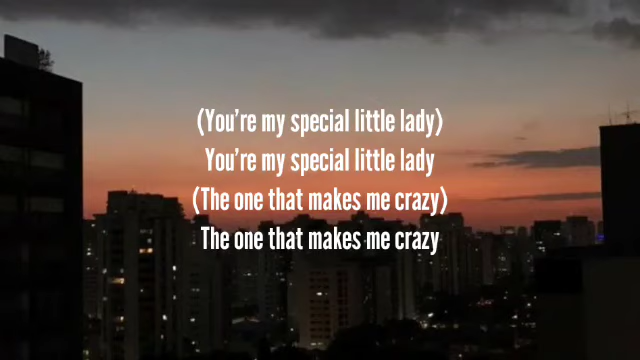 (You're my special little lady)
You're my special little lady
(The one that makes me crazy)
The one that makes me crazy